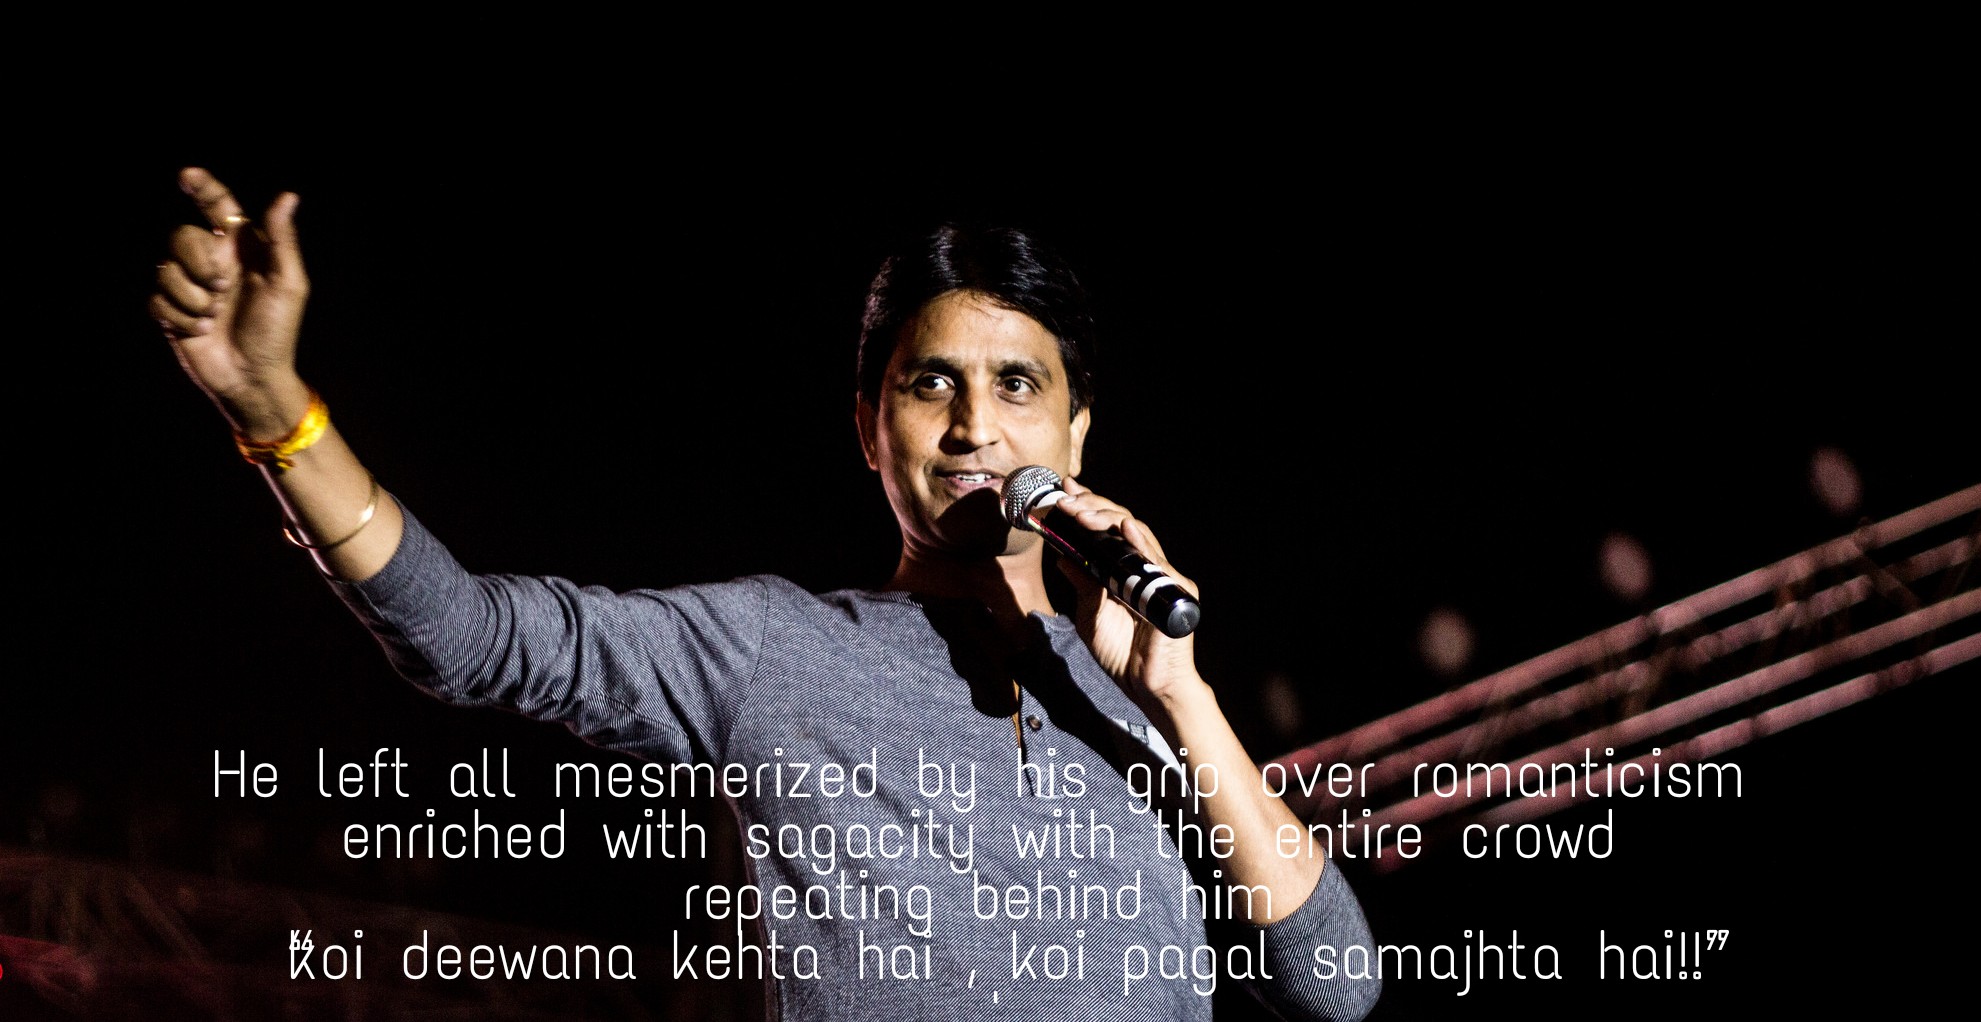 He left all mesmerized by his grip over romanticism
enriched with sagacity with the entire crowd
repeating behind him
“koi deewana kehta hai , koi pagal samajhta hai!!”